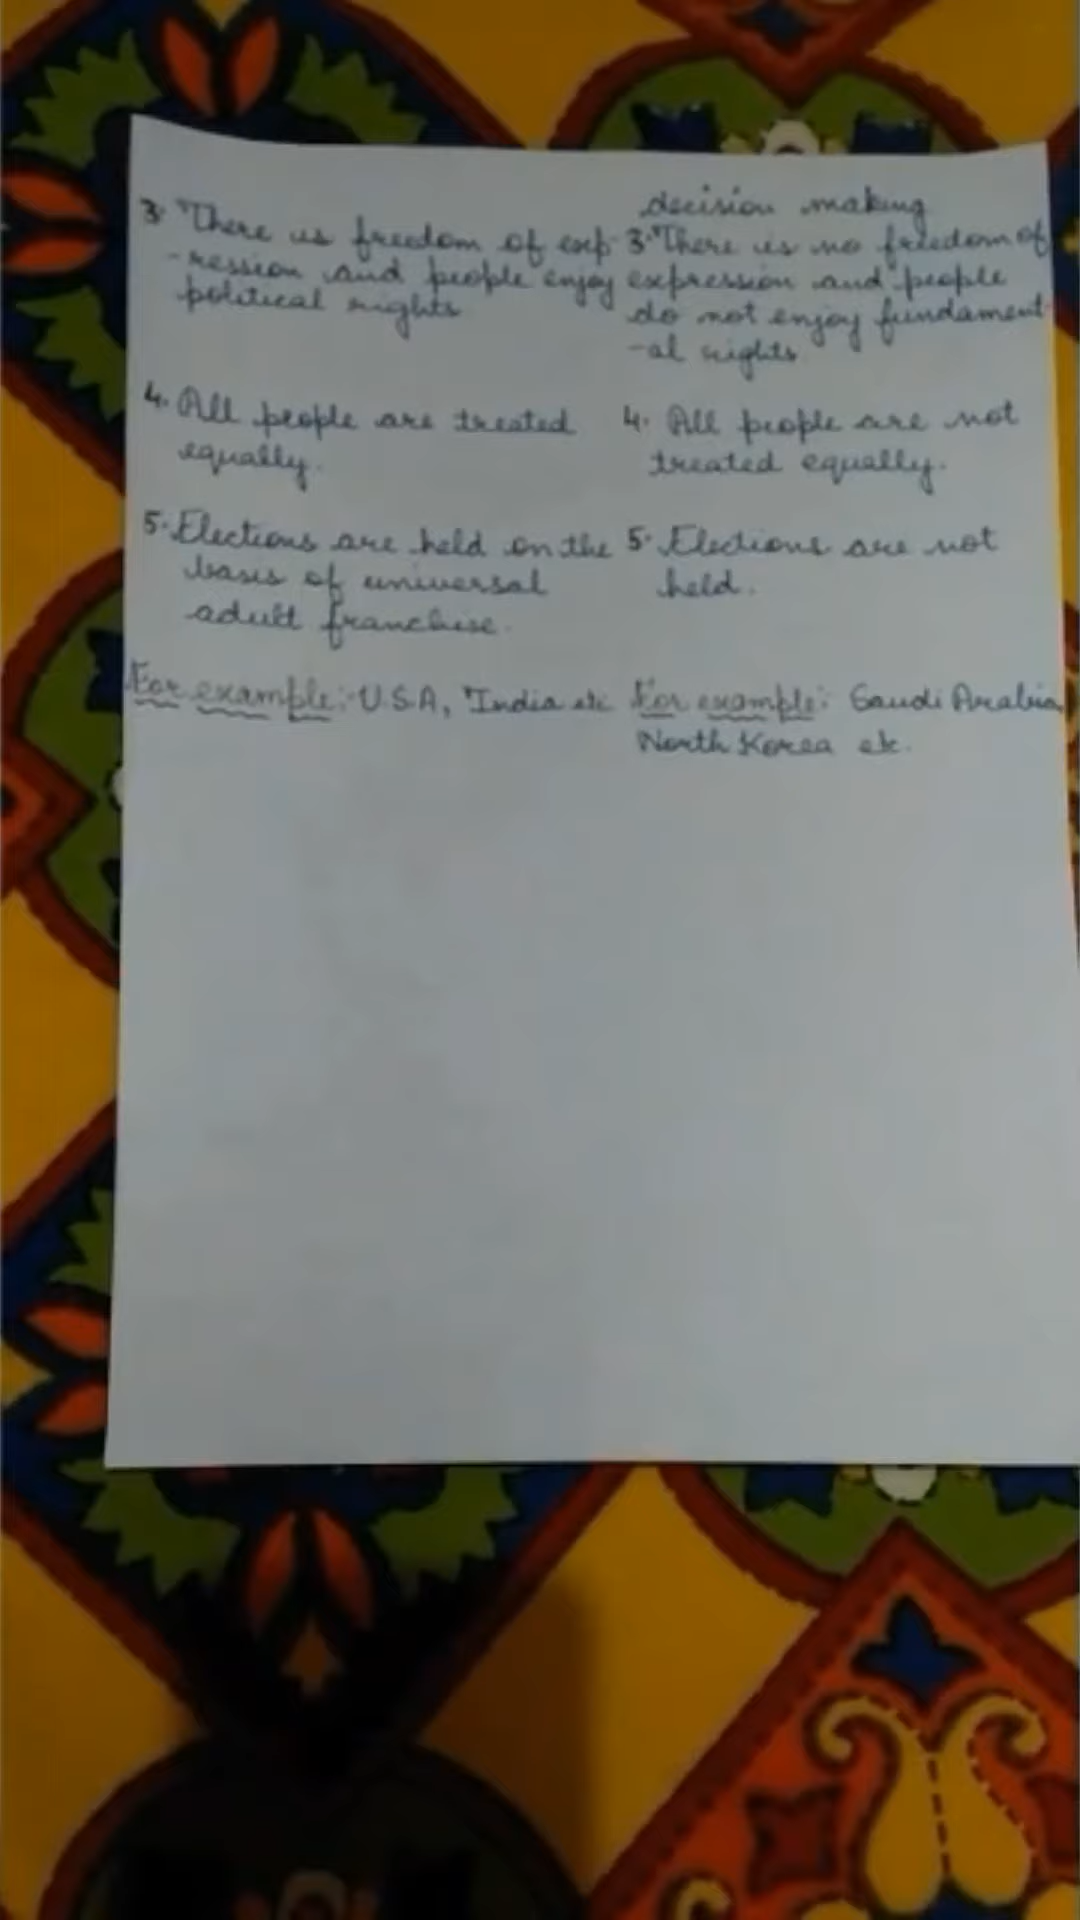 decision making
3. There is freedom of exp
-ression and people enjoy
political rights
3. There is no freedom of
expression and people
do not enjoy fundament-
-al rights
4. All people are treated
equally.
4. All people are not
treated equally.
5. Elections are held on the
basis of universal
adult franchise.
5. Elections are not
held.
For example:- U.S.A, India etc
For example: Saudi Arabia,
North Korea etc.